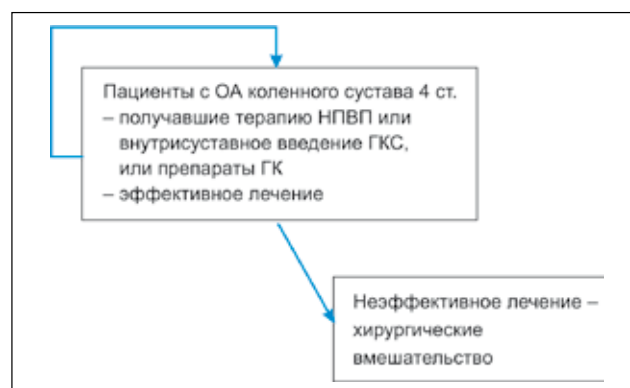 Пациенты с ОА коленного сустава 4 ст.
– получавшие терапию НПВП или
внутрисуставное введение ГКС,
или препараты ГК
– эффективное лечение
Неэффективное лечение –
хирургические
вмешательство